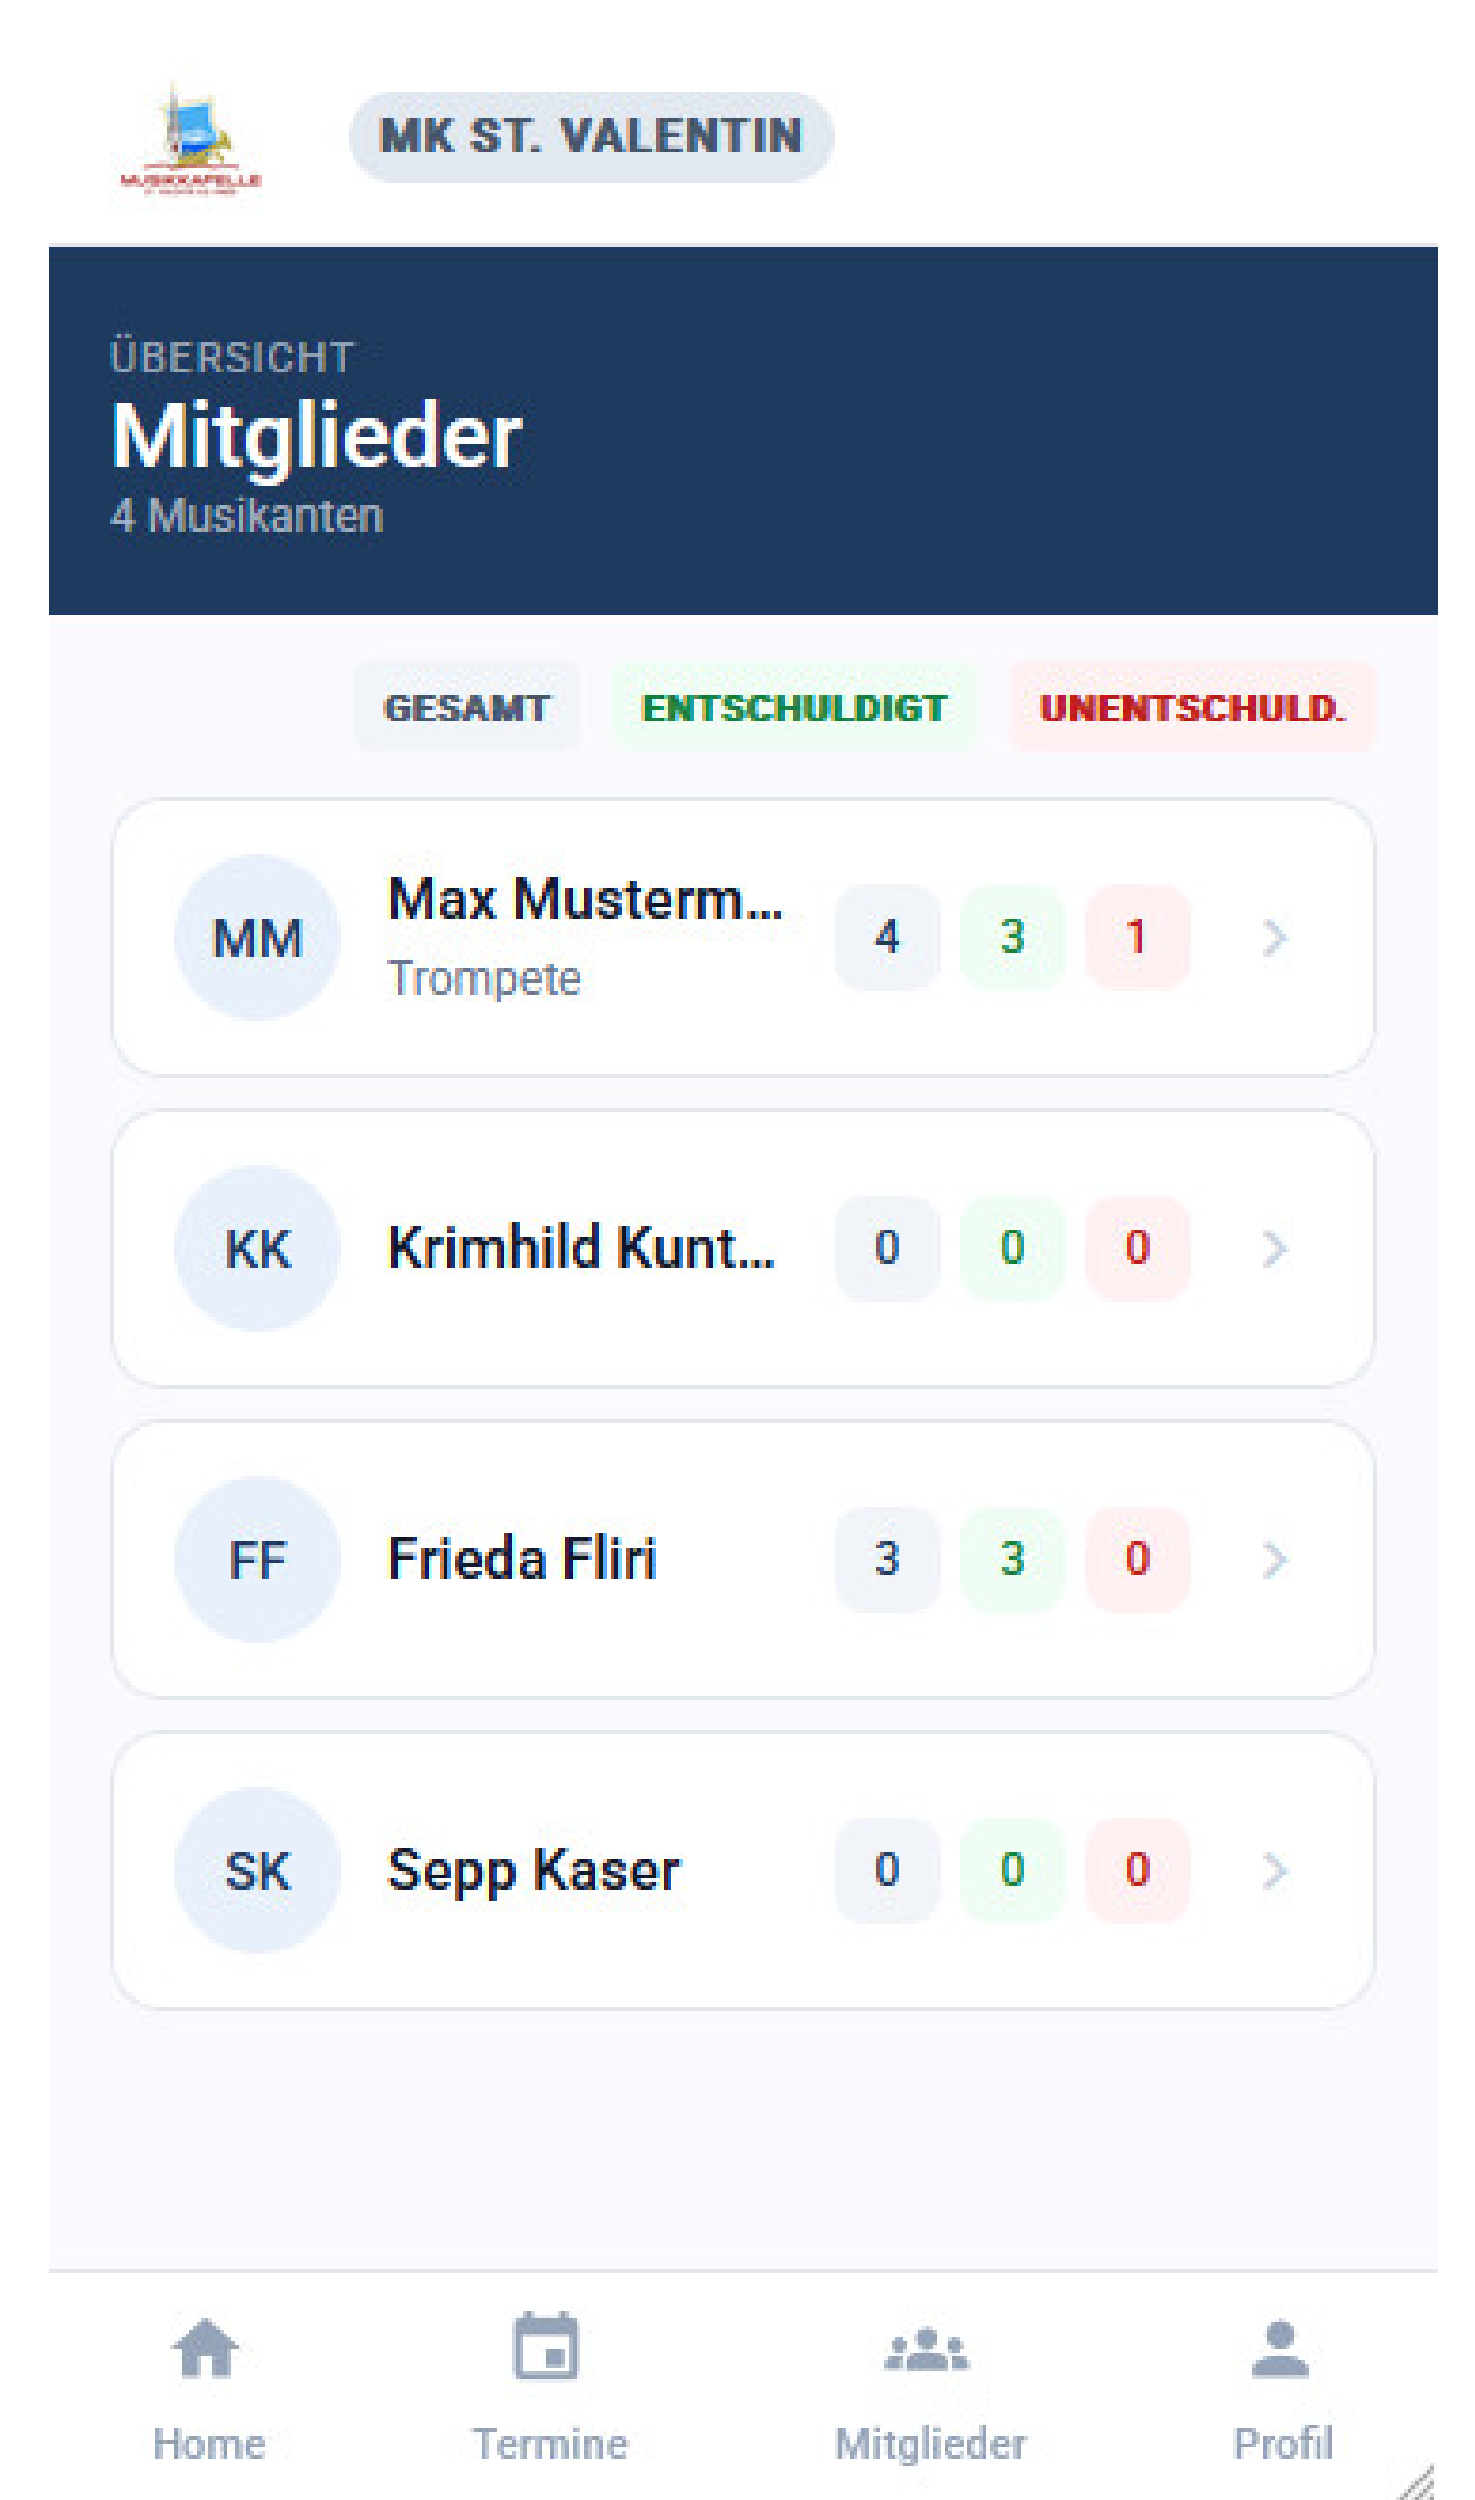 MUSIKKAPELLE
MK ST. VALENTIN
ÜBERSICHT
Mitglieder
4 Musikanten
GESAMT ENTSCHULDIGT UNENTSCHULD.
MM Max Musterm... 4 3 1
Trompete
KK Krimhild Kunt... 0 0 0
FF Frieda Fliri 3 3 0
SK Sepp Kaser 0 0 0
Home Termine Mitglieder Profil